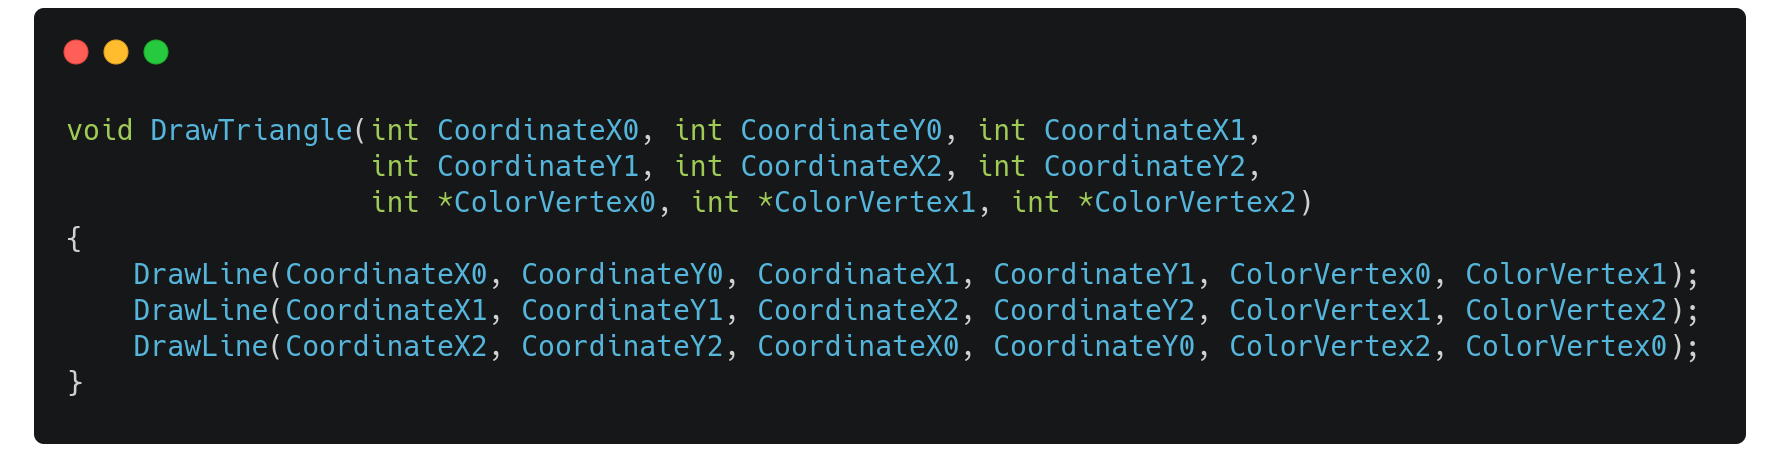 void DrawTriangle(int CoordinateX0, int CoordinateY0, int CoordinateX1,
                  int CoordinateY1, int CoordinateX2, int CoordinateY2,
                  int *ColorVertex0, int *ColorVertex1, int *ColorVertex2)
{
    DrawLine(CoordinateX0, CoordinateY0, CoordinateX1, CoordinateY1, ColorVertex0, ColorVertex1);
    DrawLine(CoordinateX1, CoordinateY1, CoordinateX2, CoordinateY2, ColorVertex1, ColorVertex2);
    DrawLine(CoordinateX2, CoordinateY2, CoordinateX0, CoordinateY0, ColorVertex2, ColorVertex0);
}